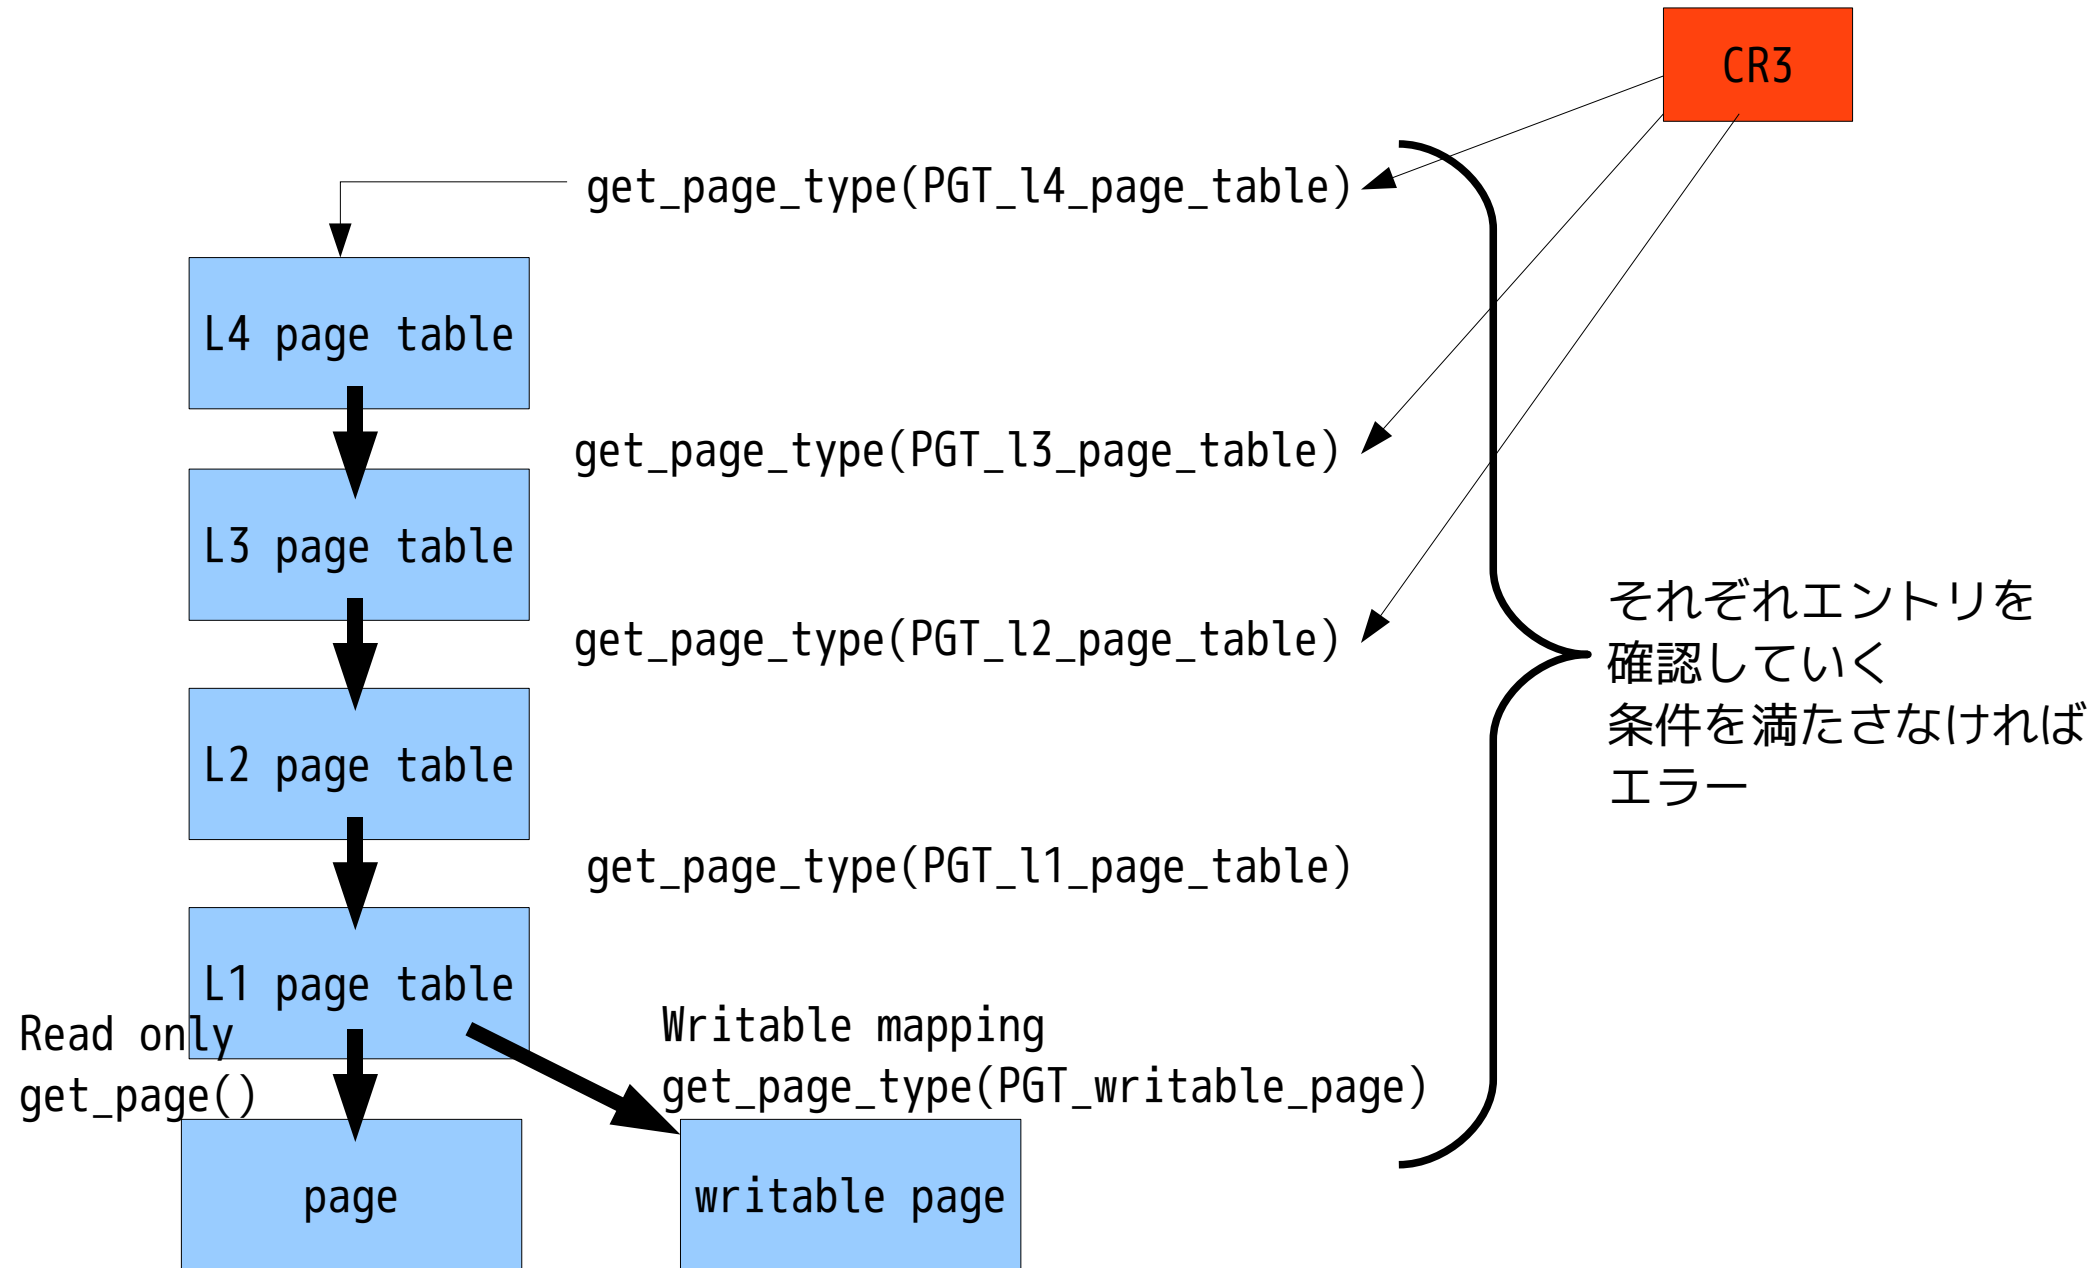 CR3
get_page_type(PGT_l4_page_table)
L4 page table
get_page_type(PGT_l3_page_table)
L3 page table
get_page_type(PGT_l2_page_table)
それぞれエントリを
確認していく
条件を満たさなければ
エラー
L2 page table
get_page_type(PGT_l1_page_table)
L1 page table
Read only
get_page()
Writable mapping
get_page_type(PGT_writable_page)
page
writable page